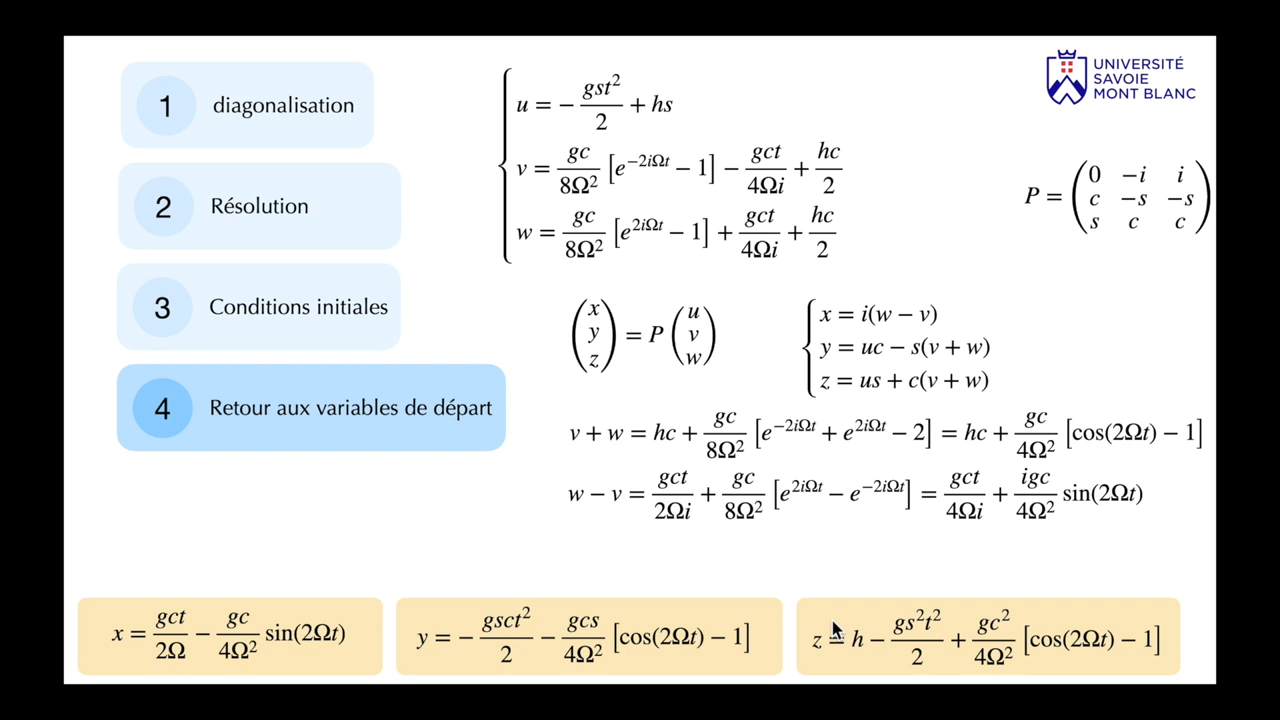 1 diagonalisation
2 Résolution
3 Conditions initiales
4 Retour aux variables de départ
u = − gst²/2 + hs
v = gc/8Ω² [e^{−2iΩt} − 1] − gct/4Ωi + hc/2
w = gc/8Ω² [e^{2iΩt} − 1] + gct/4Ωi + hc/2
UNIVERSITÉ
SAVOIE
MONT BLANC
P = (0 −i i
c −s −s
s c c)
(x y z) = P (u v w)
x = i(w − v)
y = uc − s(v + w)
z = us + c(v + w)
v + w = hc + gc/8Ω² [e^{−2iΩt} + e^{2iΩt} − 2] = hc + gc/4Ω² [cos(2Ωt) − 1]
w − v = gct/2Ωi + gc/8Ω² [e^{2iΩt} − e^{−2iΩt}] = gct/4Ωi + igc/4Ω² sin(2Ωt)
x = gct/2Ω − gc/4Ω² sin(2Ωt)
y = − gsct²/2 − gcs/4Ω² [cos(2Ωt) − 1]
z = h − gs²t²/2 + gc²/4Ω² [cos(2Ωt) − 1]